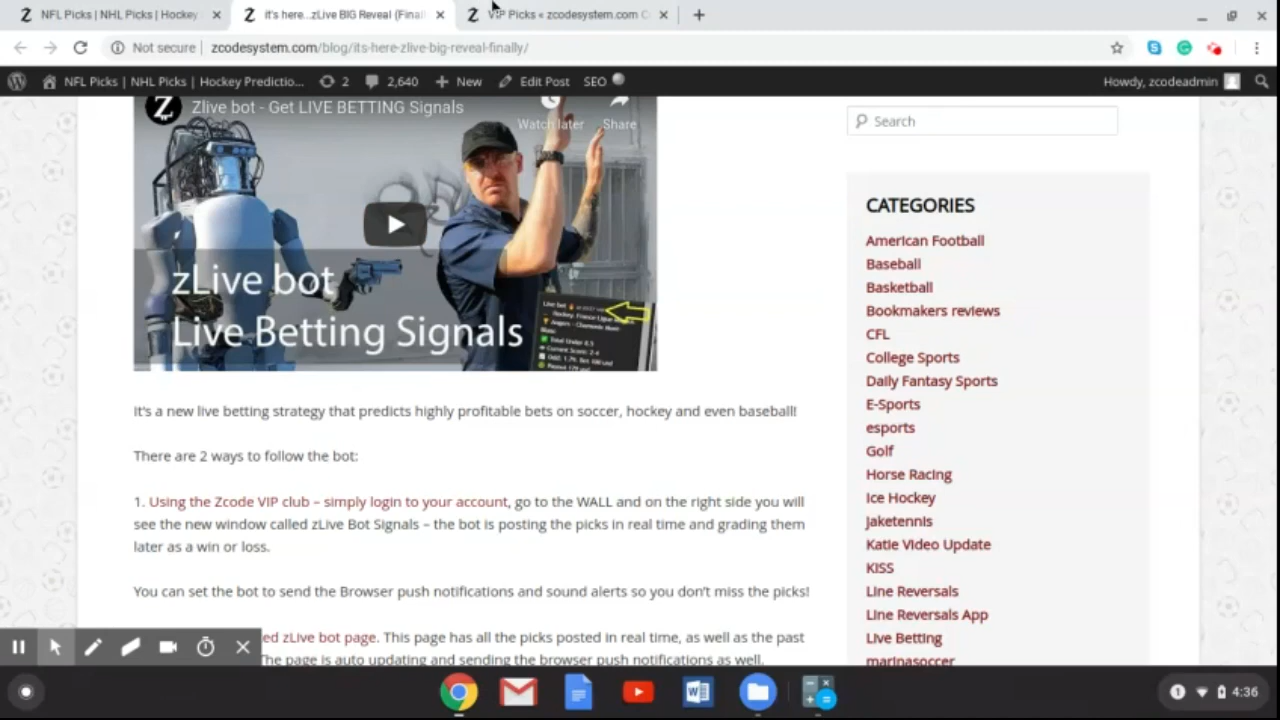 NFL Picks | NHL Picks | Hockey
it's here...zLive BIG Reveal (Final
VIP Picks « zcodesystem.com C
Not secure | zcodesystem.com/blog/its-here-zlive-big-reveal-finally/
NFL Picks | NHL Picks | Hockey Predictio... 2 2,640 New Edit Post SEO Howdy, zcodeadmin
Zlive bot - Get LIVE BETTING Signals
Watch later Share
zLive bot
Live Betting Signals
It's a new live betting strategy that predicts highly profitable bets on soccer, hockey and even baseball!
There are 2 ways to follow the bot:
1. Using the Zcode VIP club – simply login to your account, go to the WALL and on the right side you will
see the new window called zLive Bot Signals – the bot is posting the picks in real time and grading them
later as a win or loss.
You can set the bot to send the Browser push notifications and sound alerts so you don't miss the picks!
ed zLive bot page. This page has all the picks posted in real time, as well as the past
The page is auto updating and sending the browser push notifications as well.
Search
CATEGORIES
American Football
Baseball
Basketball
Bookmakers reviews
CFL
College Sports
Daily Fantasy Sports
E-Sports
esports
Golf
Horse Racing
Ice Hockey
Jaketennis
Katie Video Update
KISS
Line Reversals
Line Reversals App
Live Betting
marinasoccer
4:36